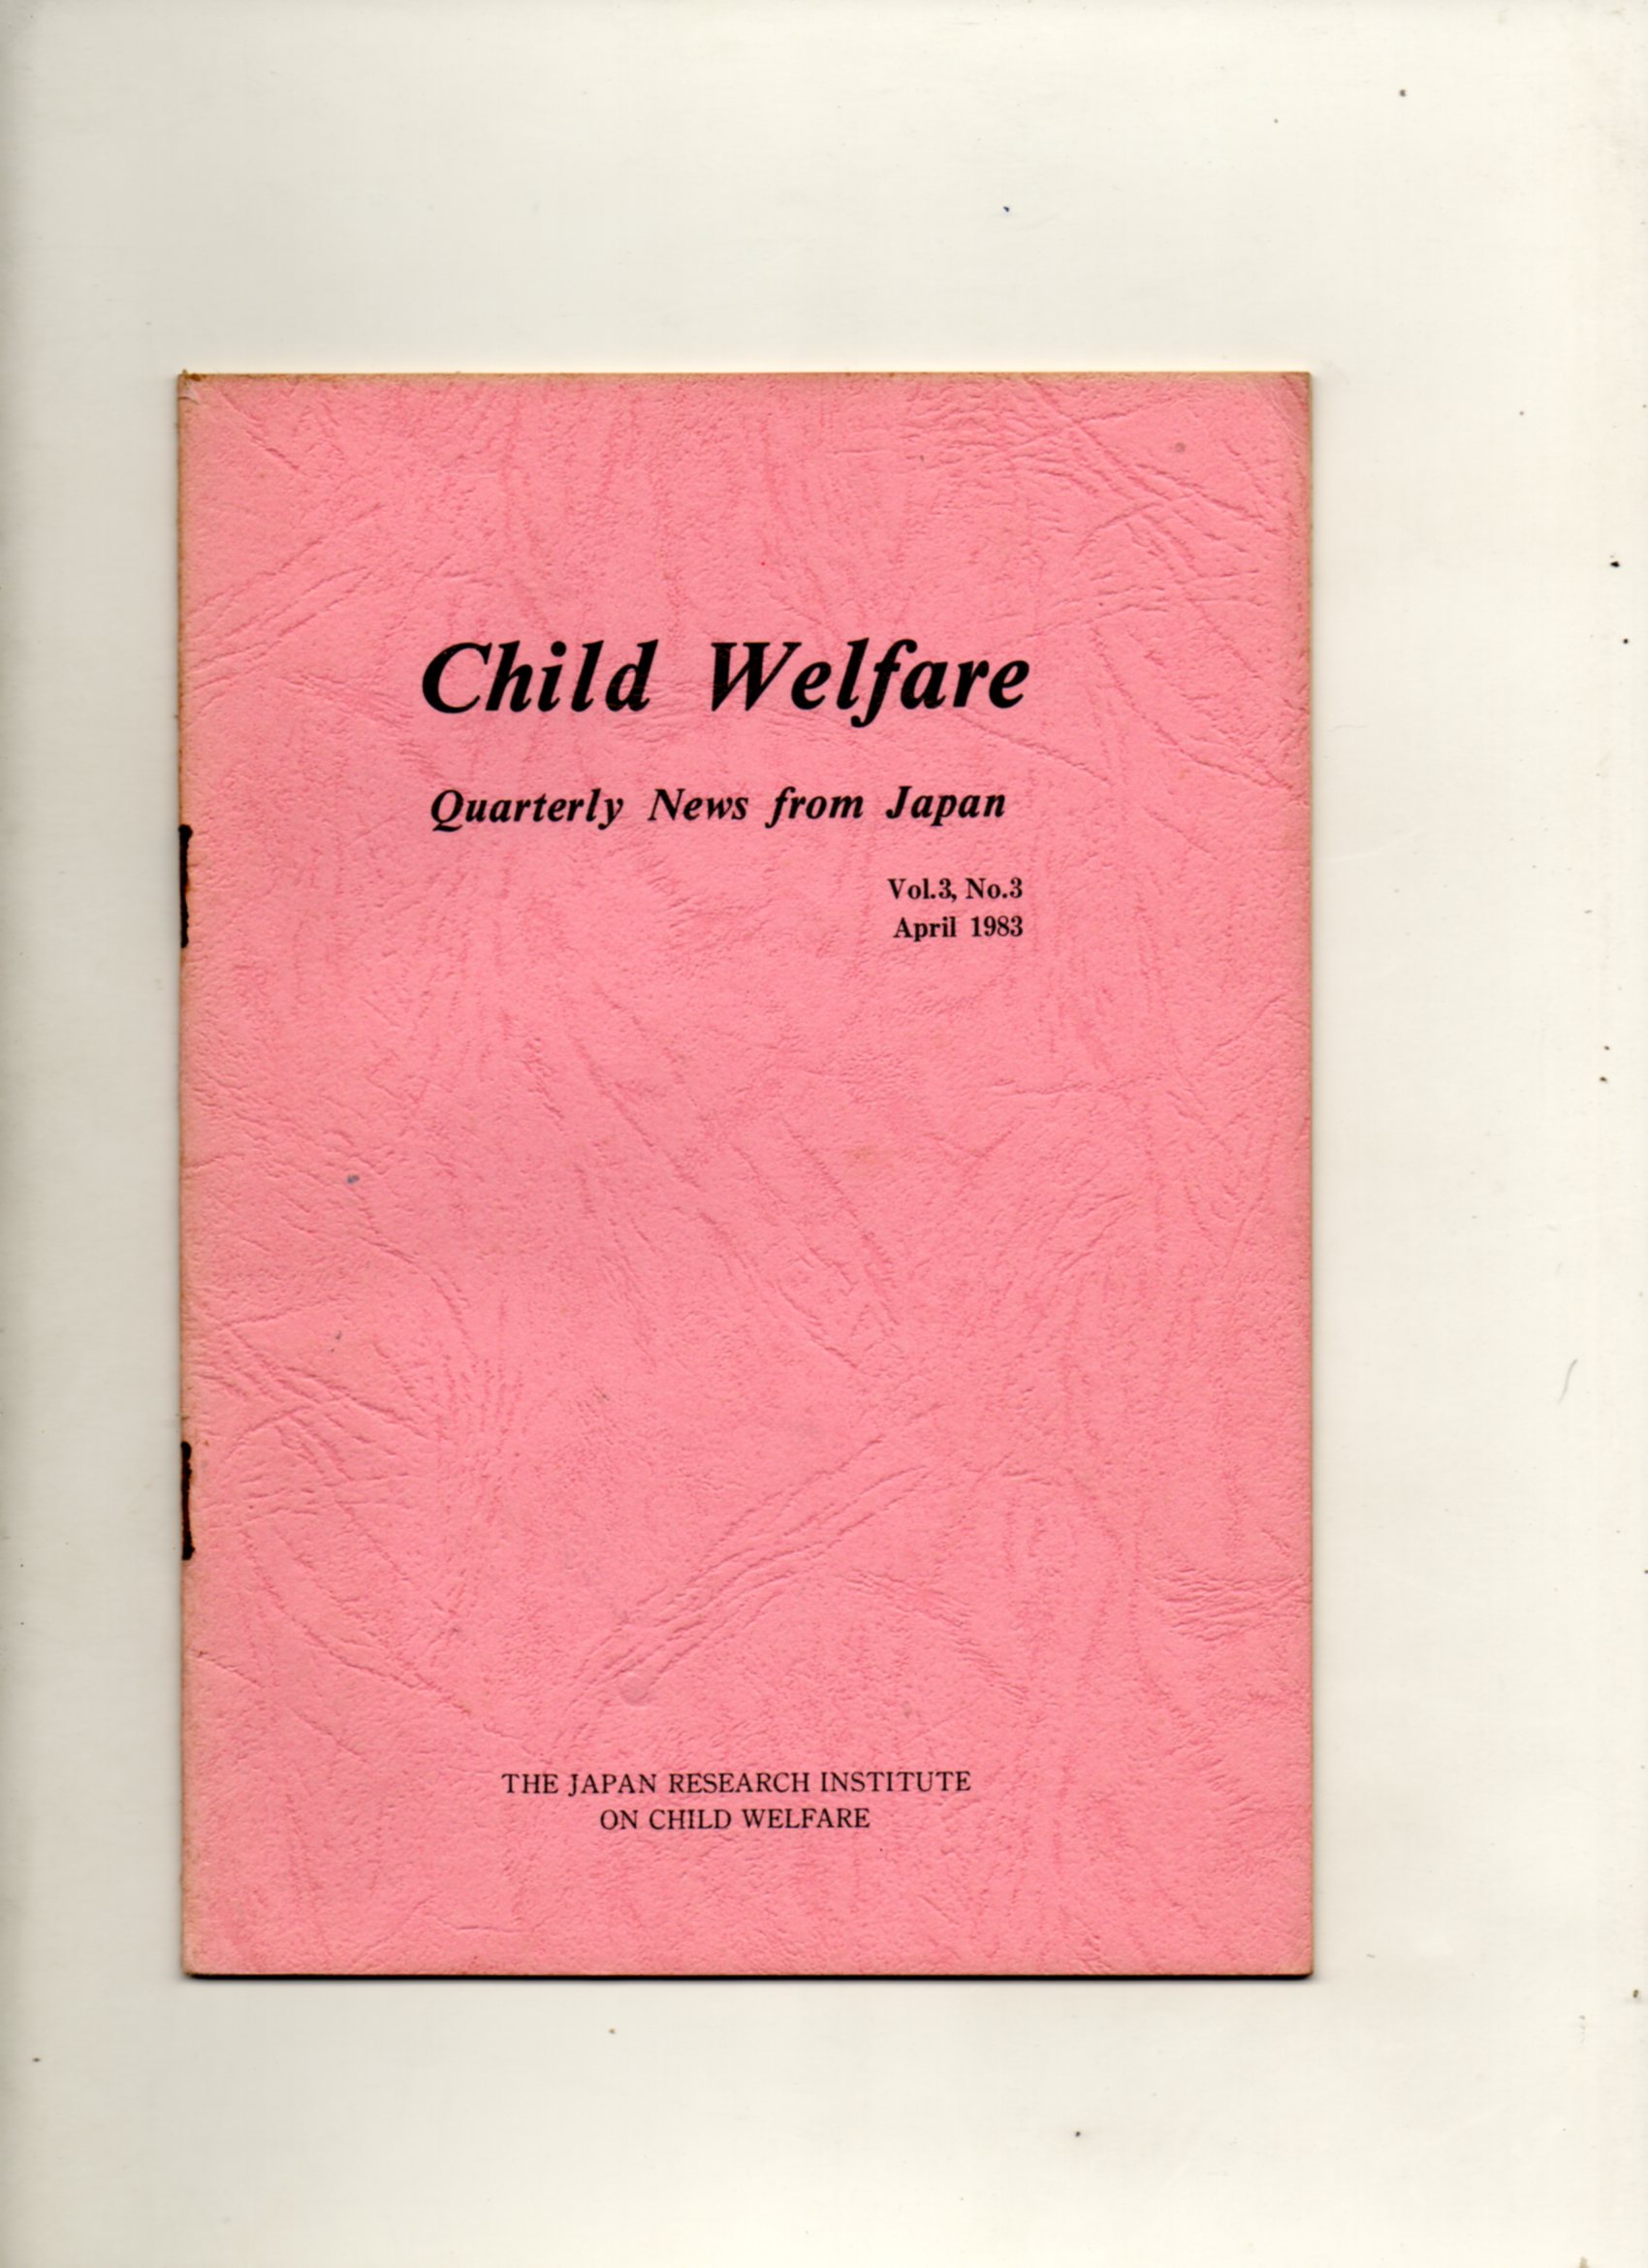 Child Welfare
Quarterly News from Japan
Vol.3, No.3
April 1983
THE JAPAN RESEARCH INSTITUTE
ON CHILD WELFARE